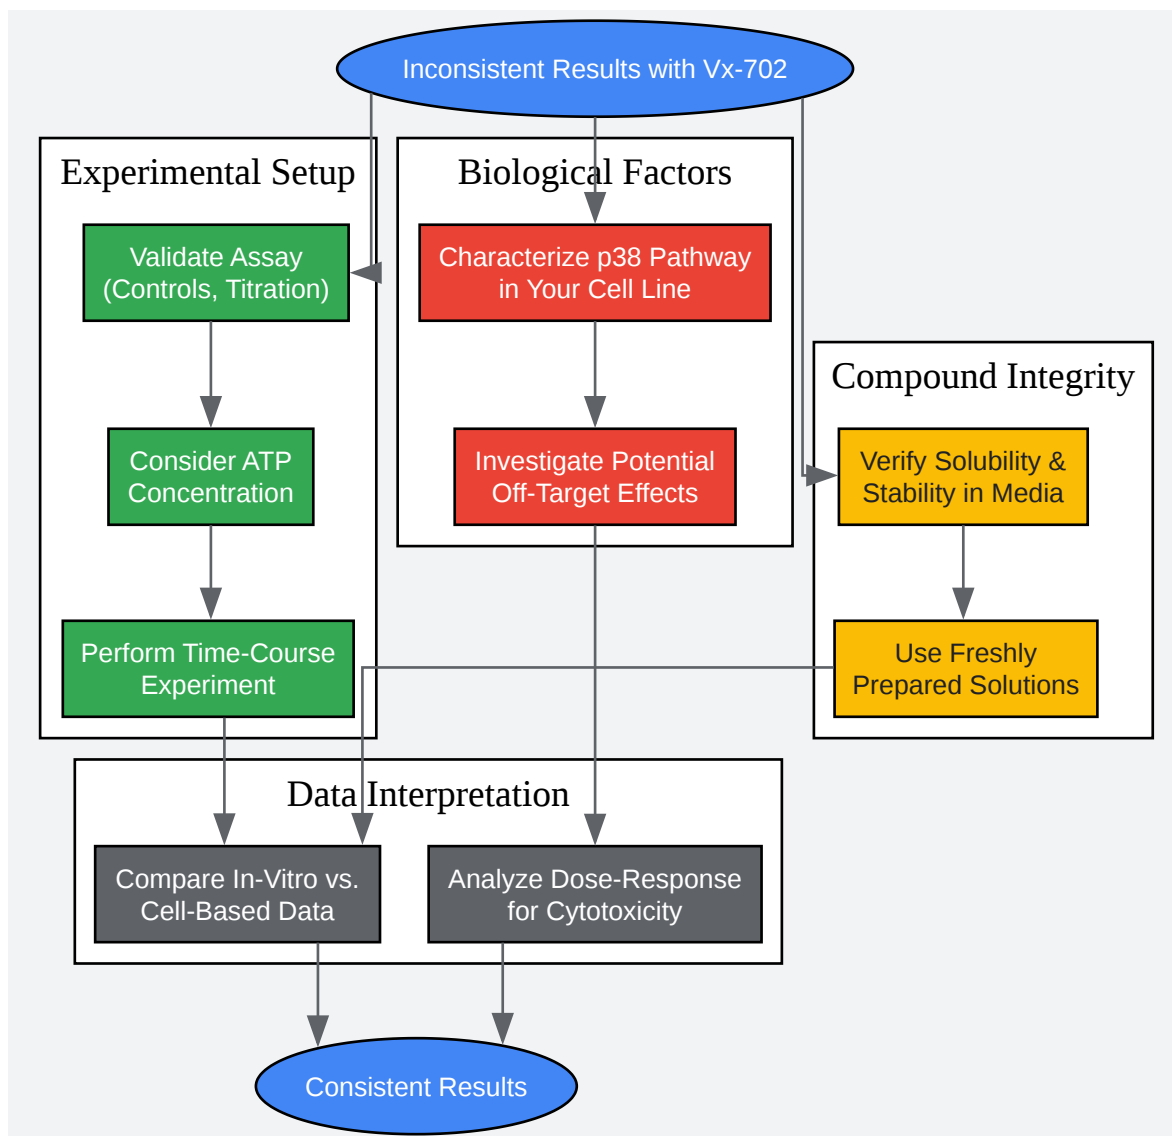 Inconsistent Results with Vx-702
Experimental Setup
Validate Assay
(Controls, Titration)
Consider ATP
Concentration
Perform Time-Course
Experiment
Biological Factors
Characterize p38 Pathway
in Your Cell Line
Investigate Potential
Off-Target Effects
Compound Integrity
Verify Solubility &
Stability in Media
Use Freshly
Prepared Solutions
Data Interpretation
Compare In-Vitro vs.
Cell-Based Data
Analyze Dose-Response
for Cytotoxicity
Consistent Results